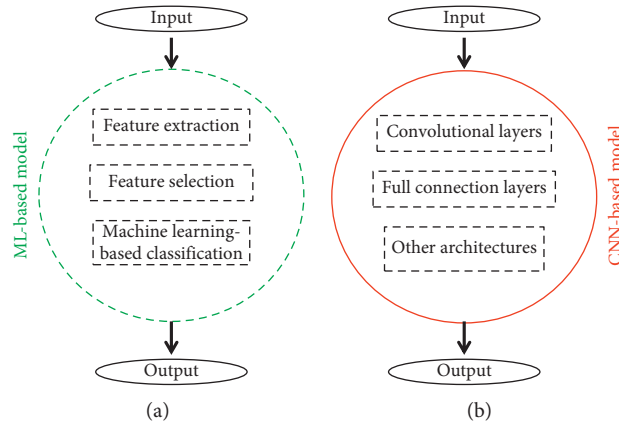 Input
ML-based model
Feature extraction
Feature selection
Machine learning-
based classification
Output
(a)
Input
Convolutional layers
Full connection layers
Other architectures
CNN-based model
Output
(b)